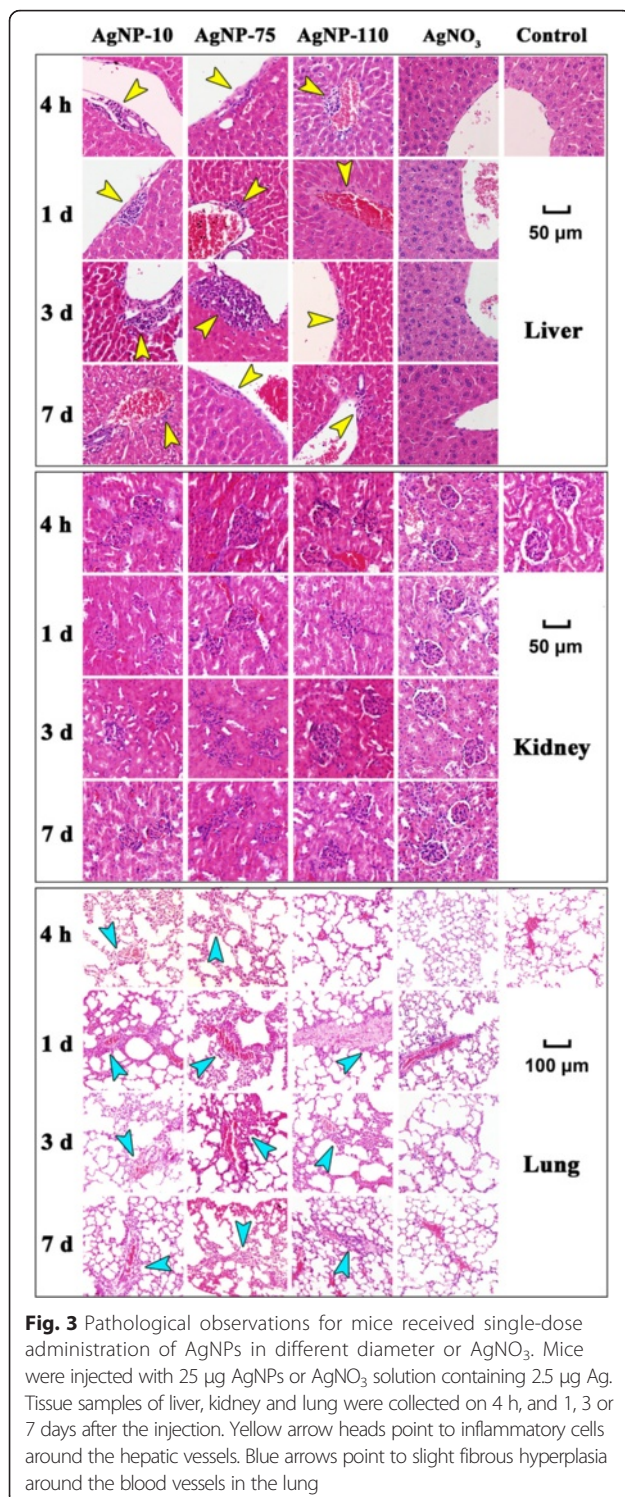 AgNP-10 AgNP-75 AgNP-110 AgNO₃ Control
4 h
1 d
50 µm
3 d
Liver
7 d
4 h
1 d
50 µm
3 d
Kidney
7 d
4 h
1 d
100 µm
3 d
Lung
7 d
Fig. 3 Pathological observations for mice received single-dose
administration of AgNPs in different diameter or AgNO₃. Mice
were injected with 25 µg AgNPs or AgNO₃ solution containing 2.5 µg Ag.
Tissue samples of liver, kidney and lung were collected on 4 h, and 1, 3 or
7 days after the injection. Yellow arrow heads point to inflammatory cells
around the hepatic vessels. Blue arrows point to slight fibrous hyperplasia
around the blood vessels in the lung